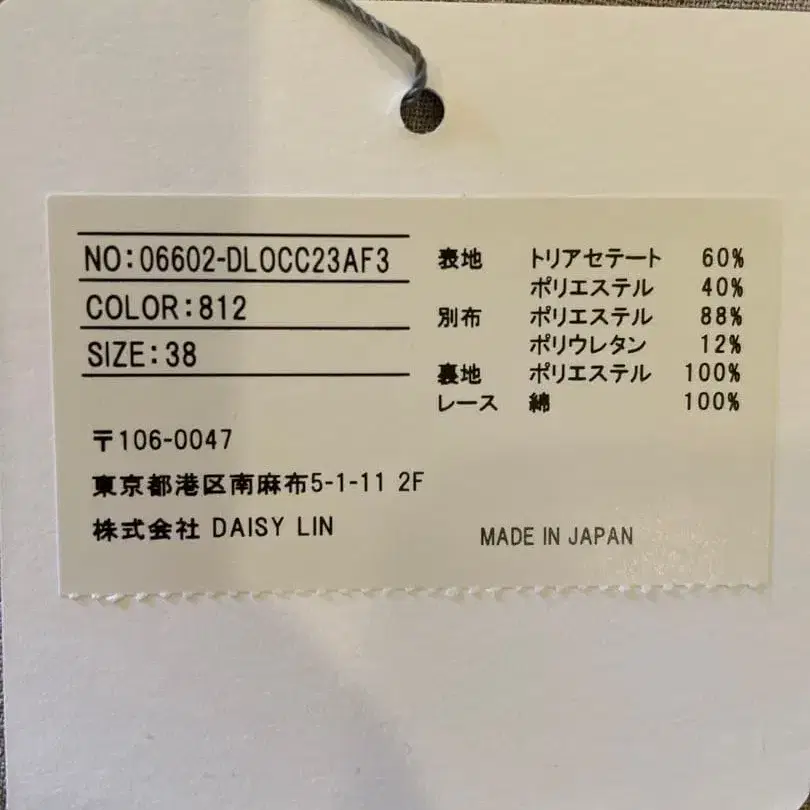 NO:06602-DLOCC23AF3
COLOR:812
SIZE:38
表地 トリアセテート 60%
ポリエステル 40%
別布 ポリエステル 88%
ポリウレタン 12%
裏地 ポリエステル 100%
レース 綿 100%
〒106-0047
東京都港区南麻布5-1-11 2F
株式会社 DAISY LIN
MADE IN JAPAN